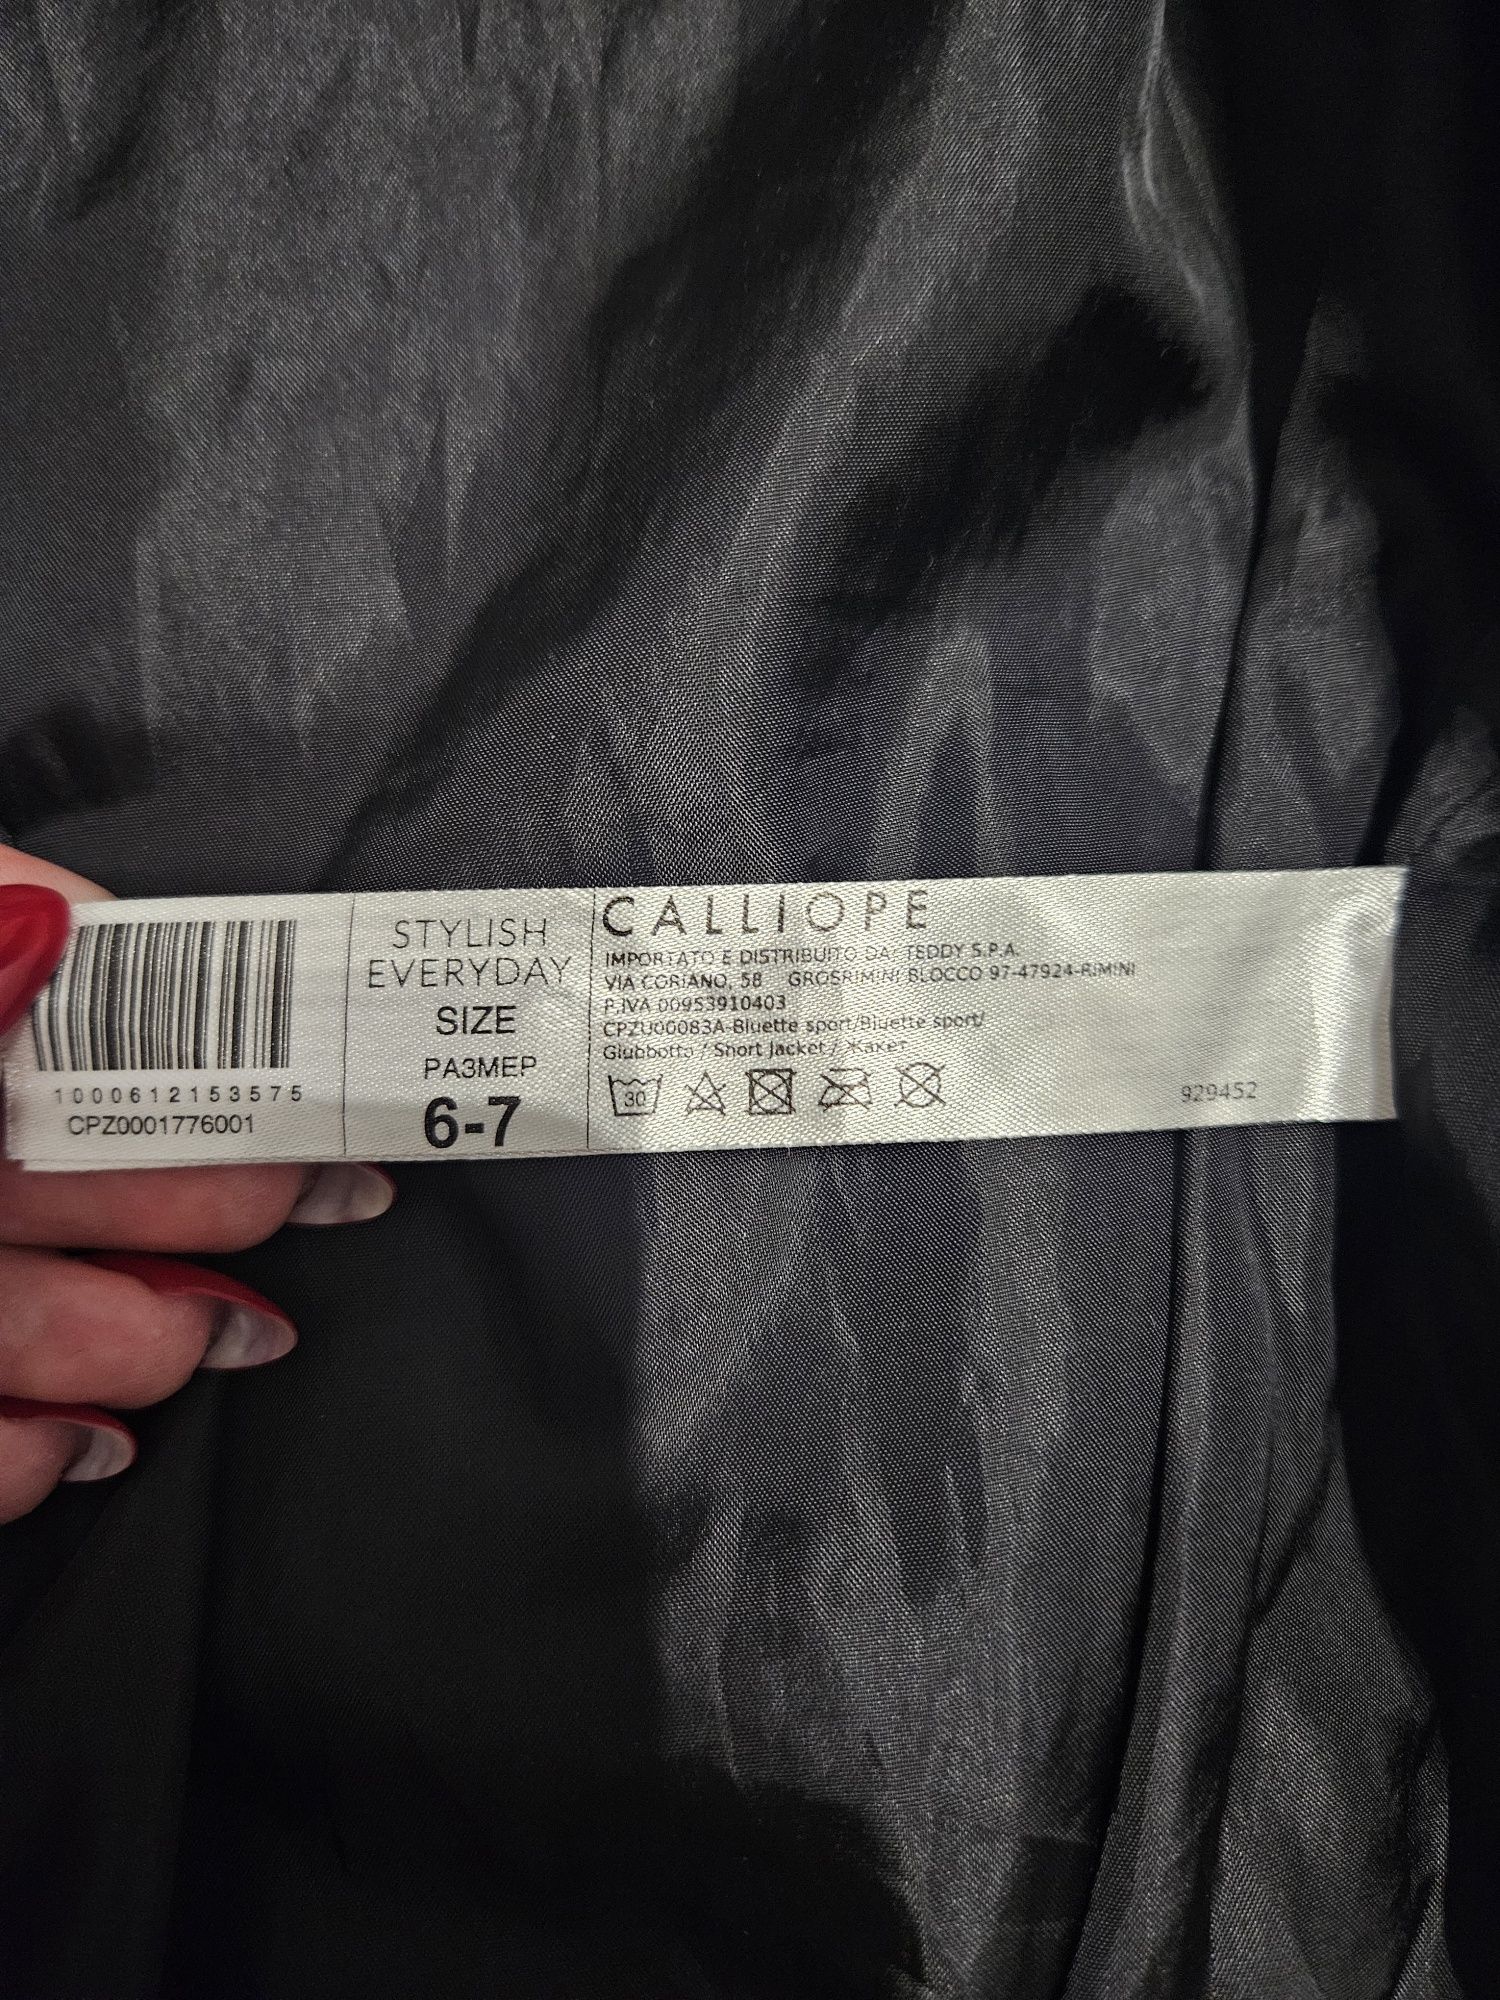 1000612153575
CPZ0001776001
STYLISH
EVERYDAY
SIZE
РАЗМЕР
6-7
CALLIOPE
IMPORTATO E DISTRIBUITO DA: TEDDY S.P.A.
VIA CORIANO, 58 GROSRIMINI BLOCCO 97-47924-RIMINI
P.IVA 00953910403
CPZU00083A-Bluette sport/Bluette sport/
Giubbotto / Short Jacket / Жакет
30
929452